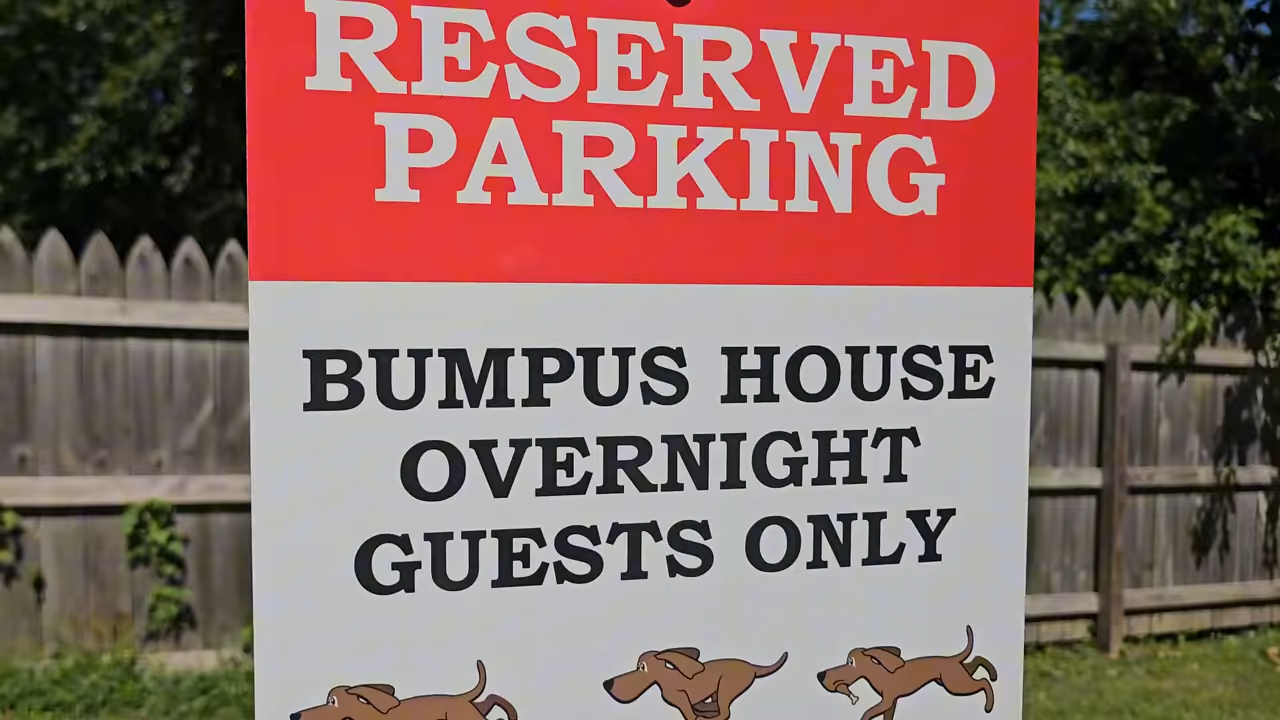 RESERVED
PARKING
BUMPUS HOUSE
OVERNIGHT
GUESTS ONLY